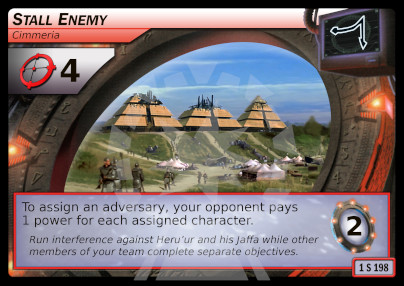 STALL ENEMY
Cimmeria
4
To assign an adversary, your opponent pays
1 power for each assigned character.
Run interference against Heru'ur and his Jaffa while other
members of your team complete separate objectives.
2
1 S 198